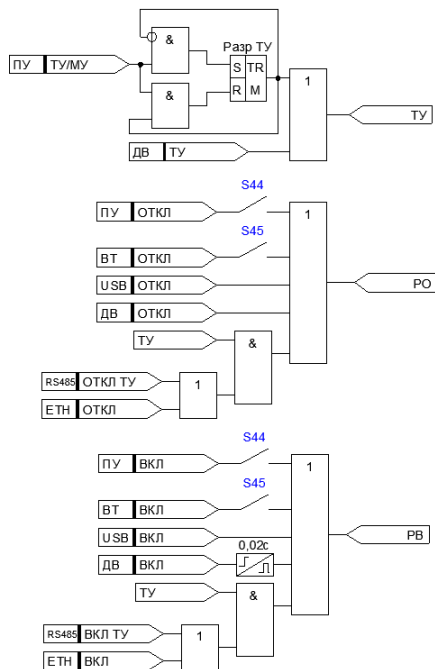 &
Разр ТУ
ПУ ТУ/МУ
S TR
R M
&
1
ТУ
ДВ ТУ
S44
ПУ ОТКЛ
1
S45
ВТ ОТКЛ
USB ОТКЛ
РО
ДВ ОТКЛ
ТУ
&
RS485 ОТКЛ ТУ
1
ETH ОТКЛ
S44
ПУ ВКЛ
1
S45
ВТ ВКЛ
USB ВКЛ
РВ
0,02с
ДВ ВКЛ
ТУ
&
RS485 ВКЛ ТУ
1
ETH ВКЛ